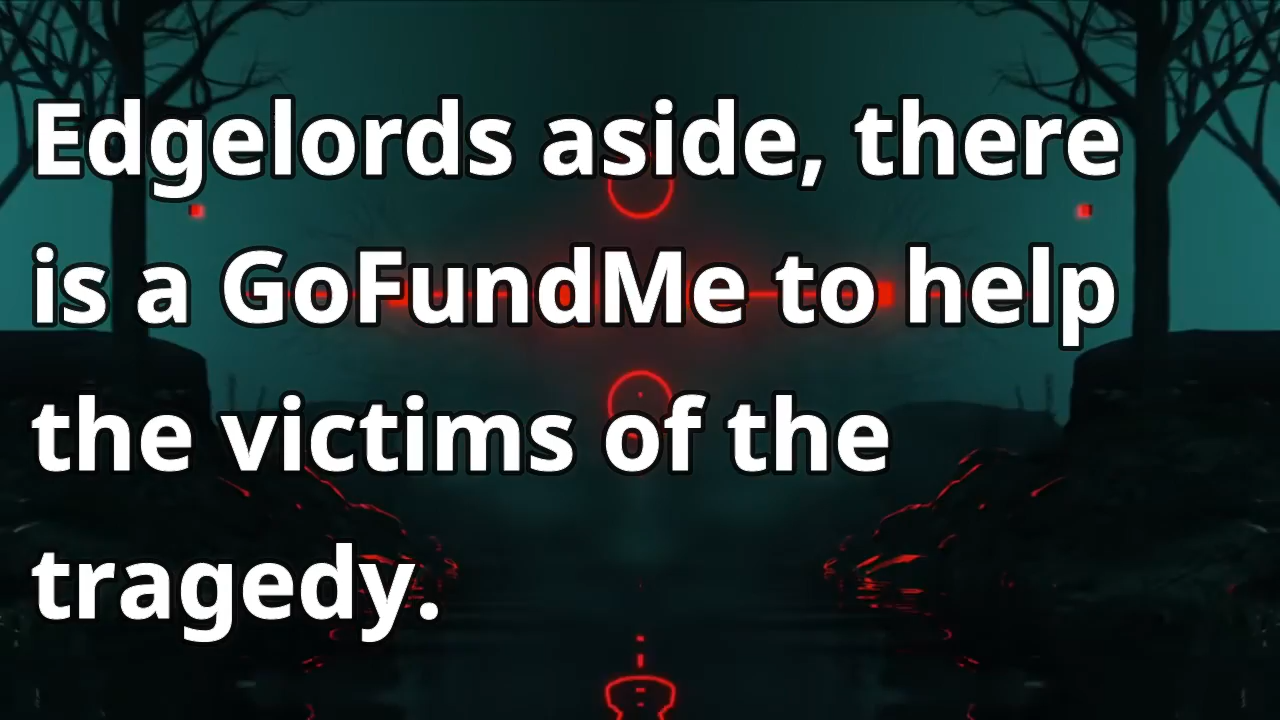 Edgelords aside, there
is a GoFundMe to help
the victims of the
tragedy.